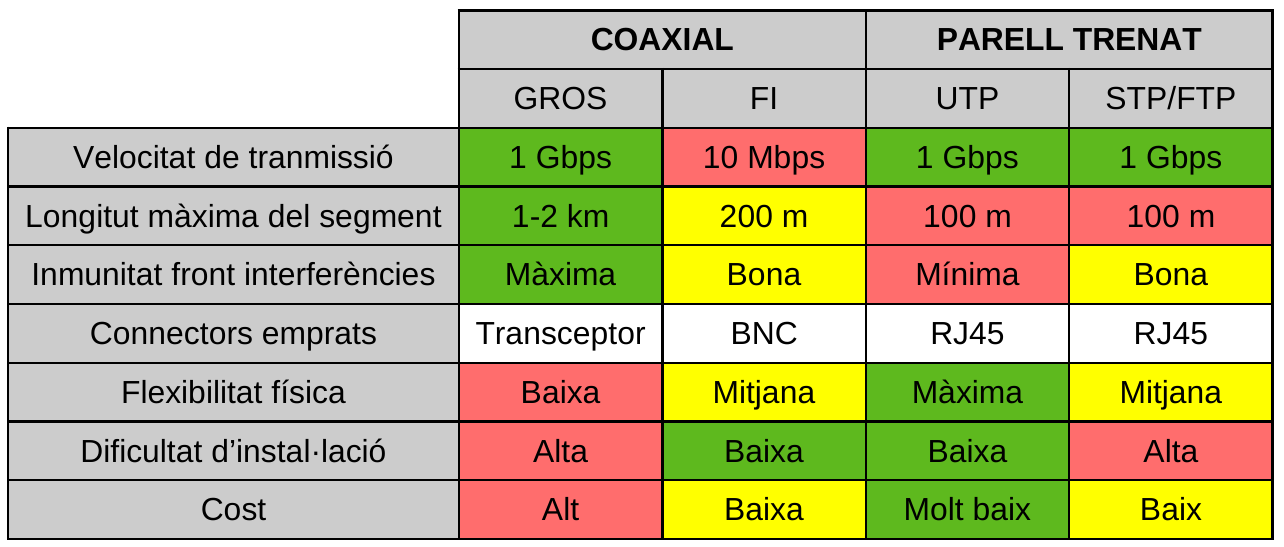 COAXIAL PARELL TRENAT
GROS FI UTP STP/FTP
Velocitat de tranmissió 1 Gbps 10 Mbps 1 Gbps 1 Gbps
Longitut màxima del segment 1-2 km 200 m 100 m 100 m
Inmunitat front interferències Màxima Bona Mínima Bona
Connectors emprats Transceptor BNC RJ45 RJ45
Flexibilitat física Baixa Mitjana Màxima Mitjana
Dificultat d’instal·lació Alta Baixa Baixa Alta
Cost Alt Baixa Molt baix Baix